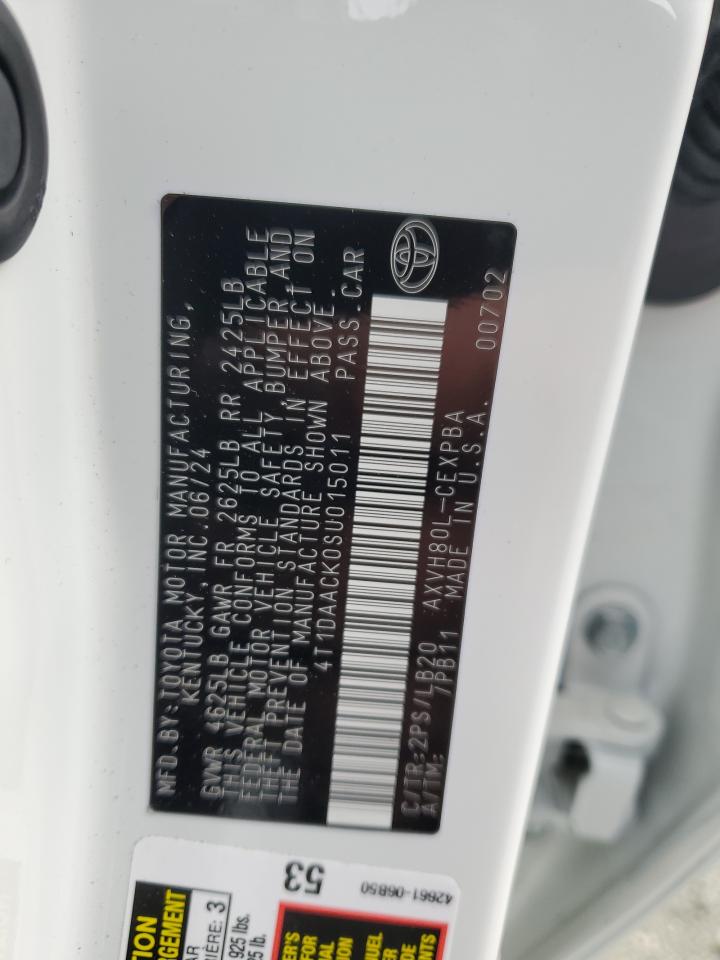 MFD.BY:TOYOTA MOTOR MANUFACTURING,
KENTUCKY, INC.06/24
GVWR 4625LB GAWR FR 2625LB RR 2425LB
THIS VEHICLE CONFORMS TO ALL APPLICABLE
FEDERAL MOTOR VEHICLE SAFETY, BUMPER,AND
THEFT PREVENTION STANDARDS IN EFFECT ON
THE DATE OF MANUFACTURE SHOWN ABOVE.
4T1DAACK0SU015011 PASS.CAR
C/TR:2PS/LB20 AXVH80L-CEXPBA
A/TM: 7PB11 MADE IN U.S.A.
00702
53
42661-06B50